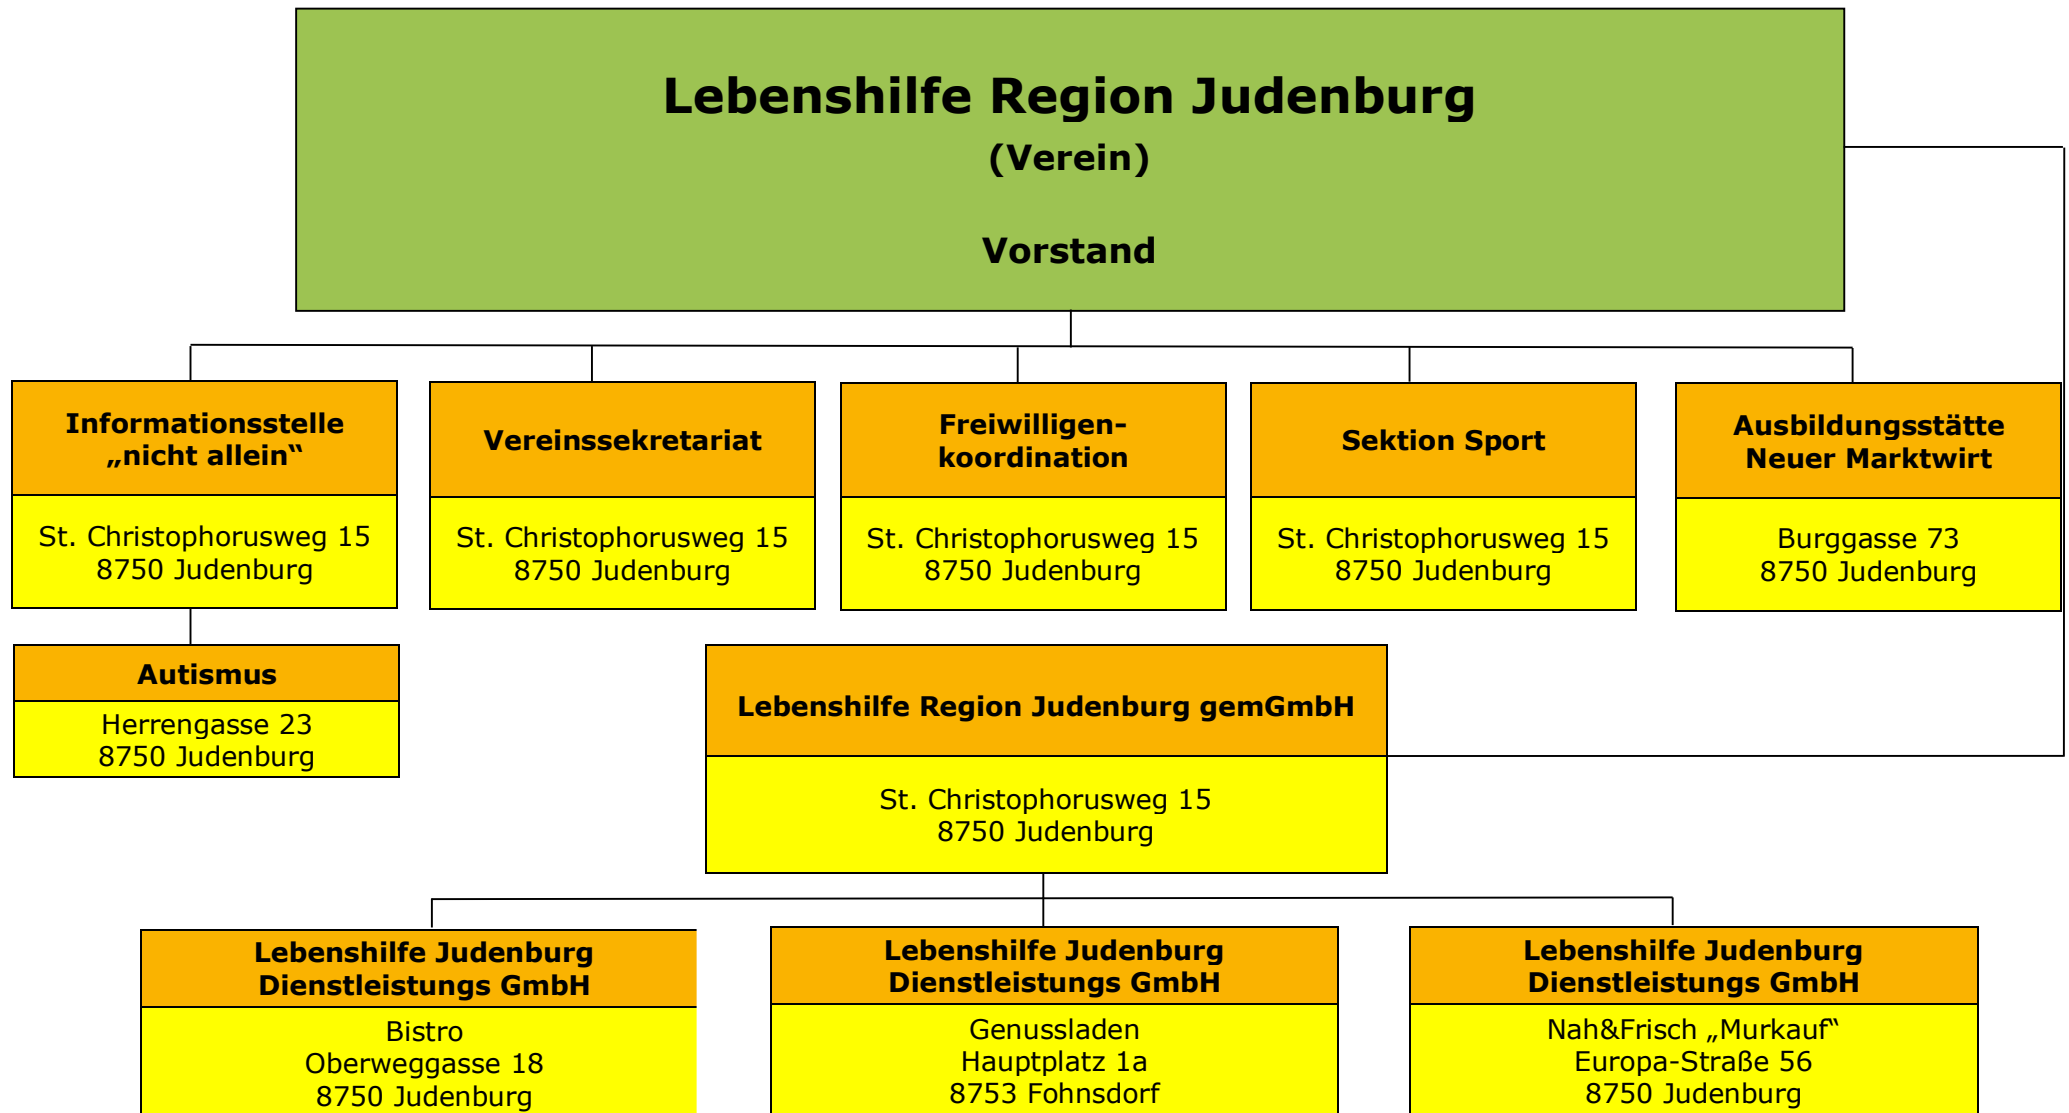 Lebenshilfe Region Judenburg
(Verein)
Vorstand
Informationsstelle
„nicht allein“
St. Christophorusweg 15
8750 Judenburg
Vereinssekretariat
St. Christophorusweg 15
8750 Judenburg
Freiwilligen-
koordination
St. Christophorusweg 15
8750 Judenburg
Sektion Sport
St. Christophorusweg 15
8750 Judenburg
Ausbildungsstätte
Neuer Marktwirt
Burggasse 73
8750 Judenburg
Autismus
Herrengasse 23
8750 Judenburg
Lebenshilfe Region Judenburg gemGmbH
St. Christophorusweg 15
8750 Judenburg
Lebenshilfe Judenburg
Dienstleistungs GmbH
Bistro
Oberweggasse 18
8750 Judenburg
Lebenshilfe Judenburg
Dienstleistungs GmbH
Genussladen
Hauptplatz 1a
8753 Fohnsdorf
Lebenshilfe Judenburg
Dienstleistungs GmbH
Nah&Frisch „Murkauf“
Europa-Straße 56
8750 Judenburg